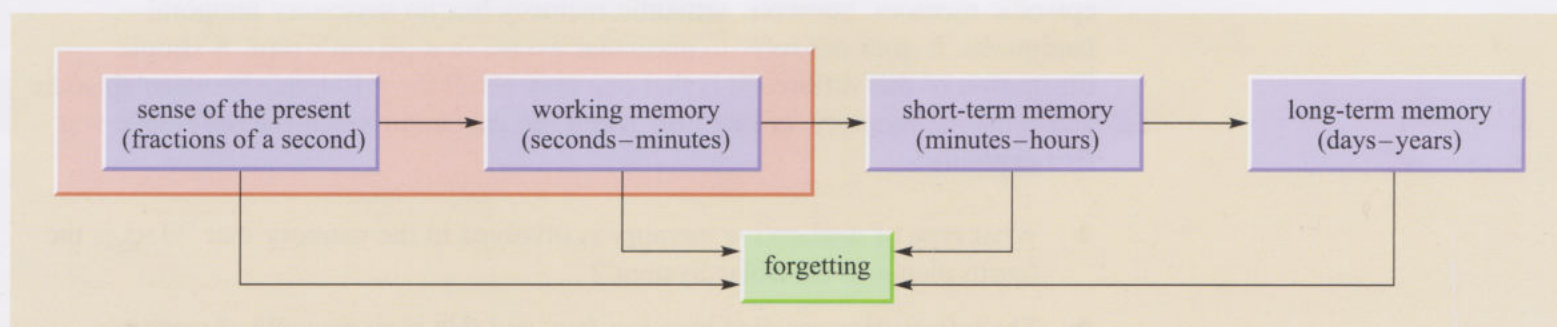 sense of the present
(fractions of a second)
working memory
(seconds–minutes)
short-term memory
(minutes–hours)
long-term memory
(days–years)
forgetting